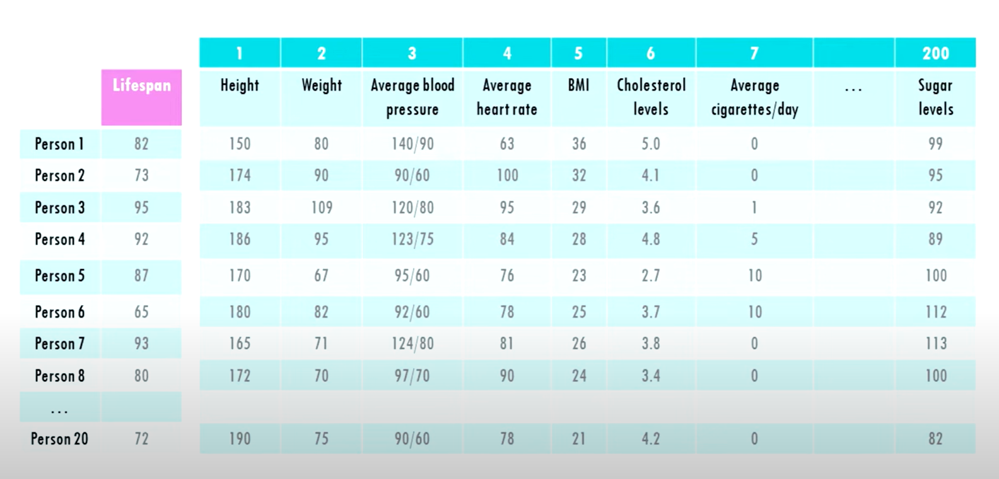 1 2 3 4 5 6 7 200
Lifespan Height Weight Average blood Average BMI Cholesterol Average ... Sugar
pressure heart rate levels cigarettes/day levels
Person 1 82 150 80 140/90 63 36 5.0 0 99
Person 2 73 174 90 90/60 100 32 4.1 0 95
Person 3 95 183 109 120/80 95 29 3.6 1 92
Person 4 92 186 95 123/75 84 28 4.8 5 89
Person 5 87 170 67 95/60 76 23 2.7 10 100
Person 6 65 180 82 92/60 78 25 3.7 10 112
Person 7 93 165 71 124/80 81 26 3.8 0 113
Person 8 80 172 70 97/70 90 24 3.4 0 100
...
Person 20 72 190 75 90/60 78 21 4.2 0 82